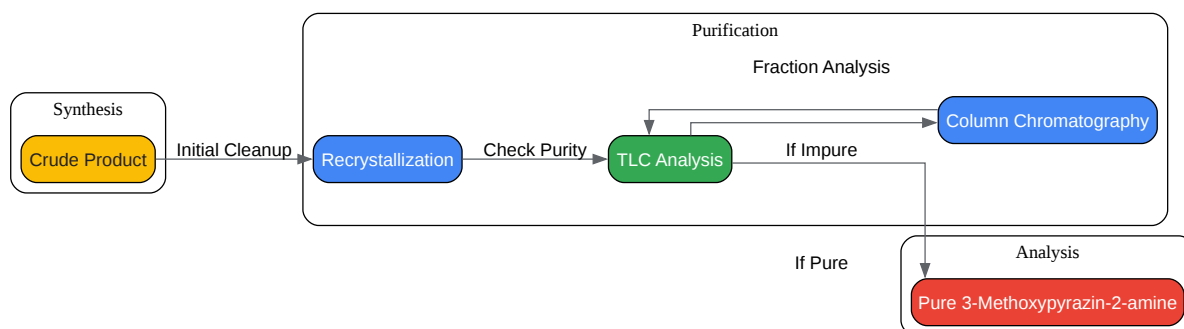 Purification
Fraction Analysis
Synthesis
Column Chromatography
Crude Product
Initial Cleanup
Recrystallization
Check Purity
TLC Analysis
If Impure
If Pure
Analysis
Pure 3-Methoxypyrazin-2-amine